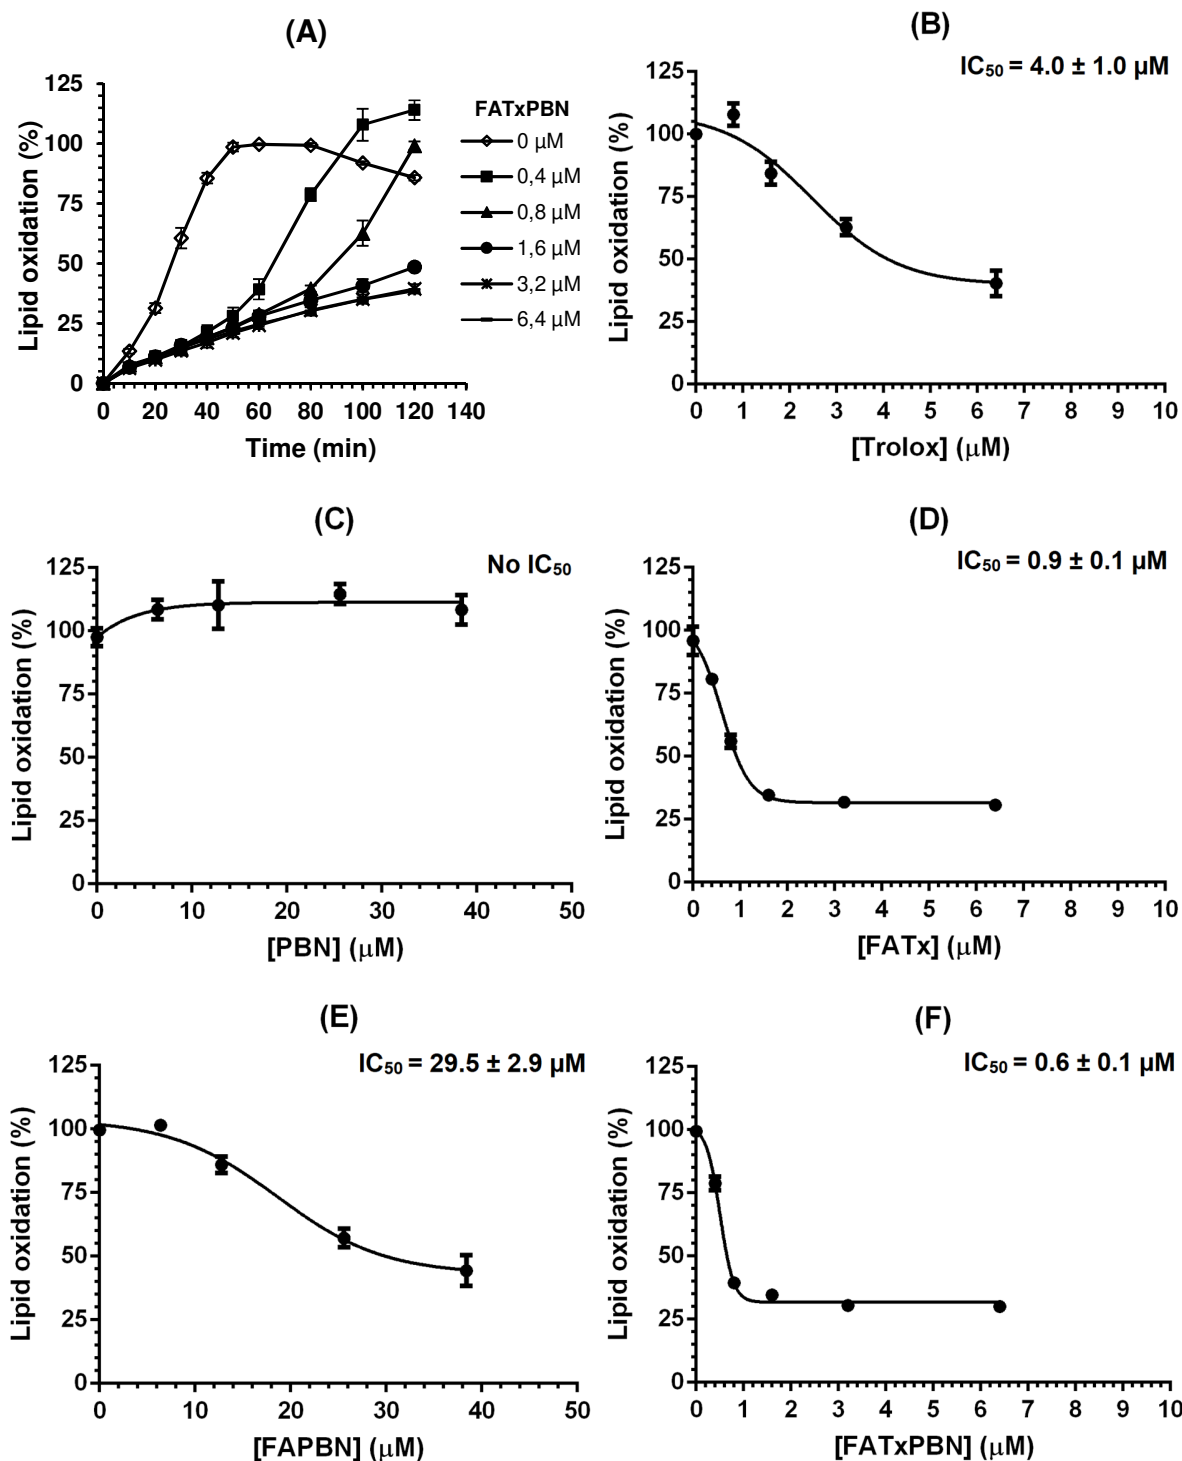 (A)
Lipid oxidation (%)
125
100
75
50
25
0
0 20 40 60 80 100 120 140
Time (min)
FATxPBN
0 µM
0,4 µM
0,8 µM
1,6 µM
3,2 µM
6,4 µM
(B)
IC50 = 4.0 ± 1.0 µM
Lipid oxidation (%)
125
100
75
50
25
0
0 1 2 3 4 5 6 7 8 9 10
[Trolox] (µM)
(C)
No IC50
Lipid oxidation (%)
125
100
75
50
25
0
0 10 20 30 40 50
[PBN] (µM)
(D)
IC50 = 0.9 ± 0.1 µM
Lipid oxidation (%)
125
100
75
50
25
0
0 1 2 3 4 5 6 7 8 9 10
[FATx] (µM)
(E)
IC50 = 29.5 ± 2.9 µM
Lipid oxidation (%)
125
100
75
50
25
0
0 10 20 30 40 50
[FAPBN] (µM)
(F)
IC50 = 0.6 ± 0.1 µM
Lipid oxidation (%)
125
100
75
50
25
0
0 1 2 3 4 5 6 7 8 9 10
[FATxPBN] (µM)